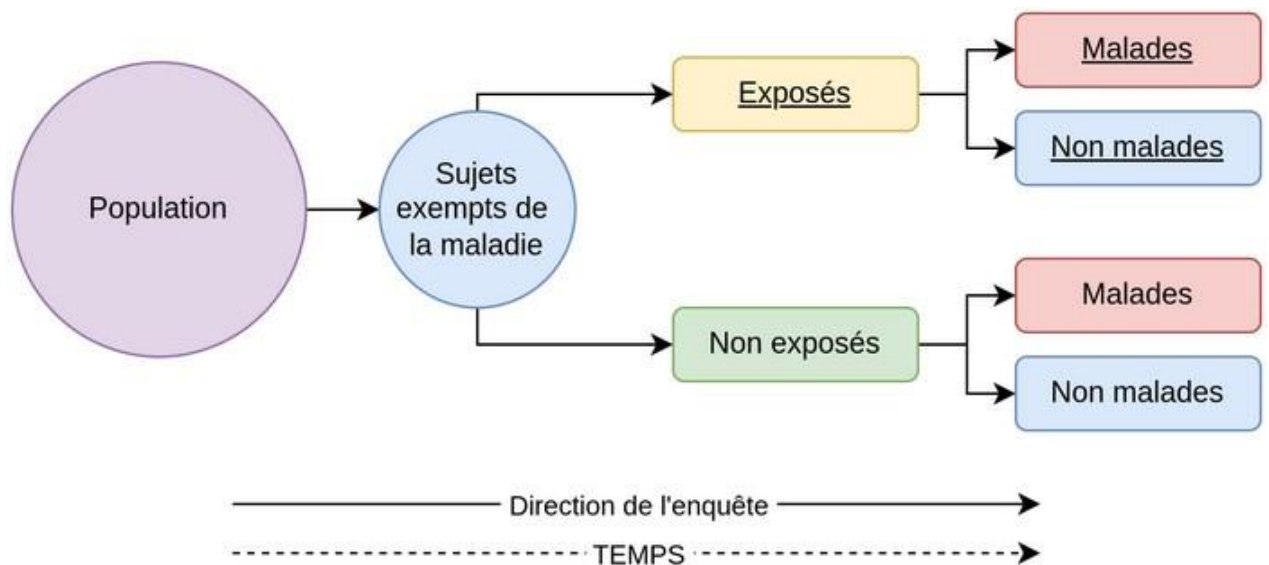 Population
Sujets
exempts de
la maladie
Exposés
Malades
Non malades
Non exposés
Malades
Non malades
Direction de l'enquête
TEMPS